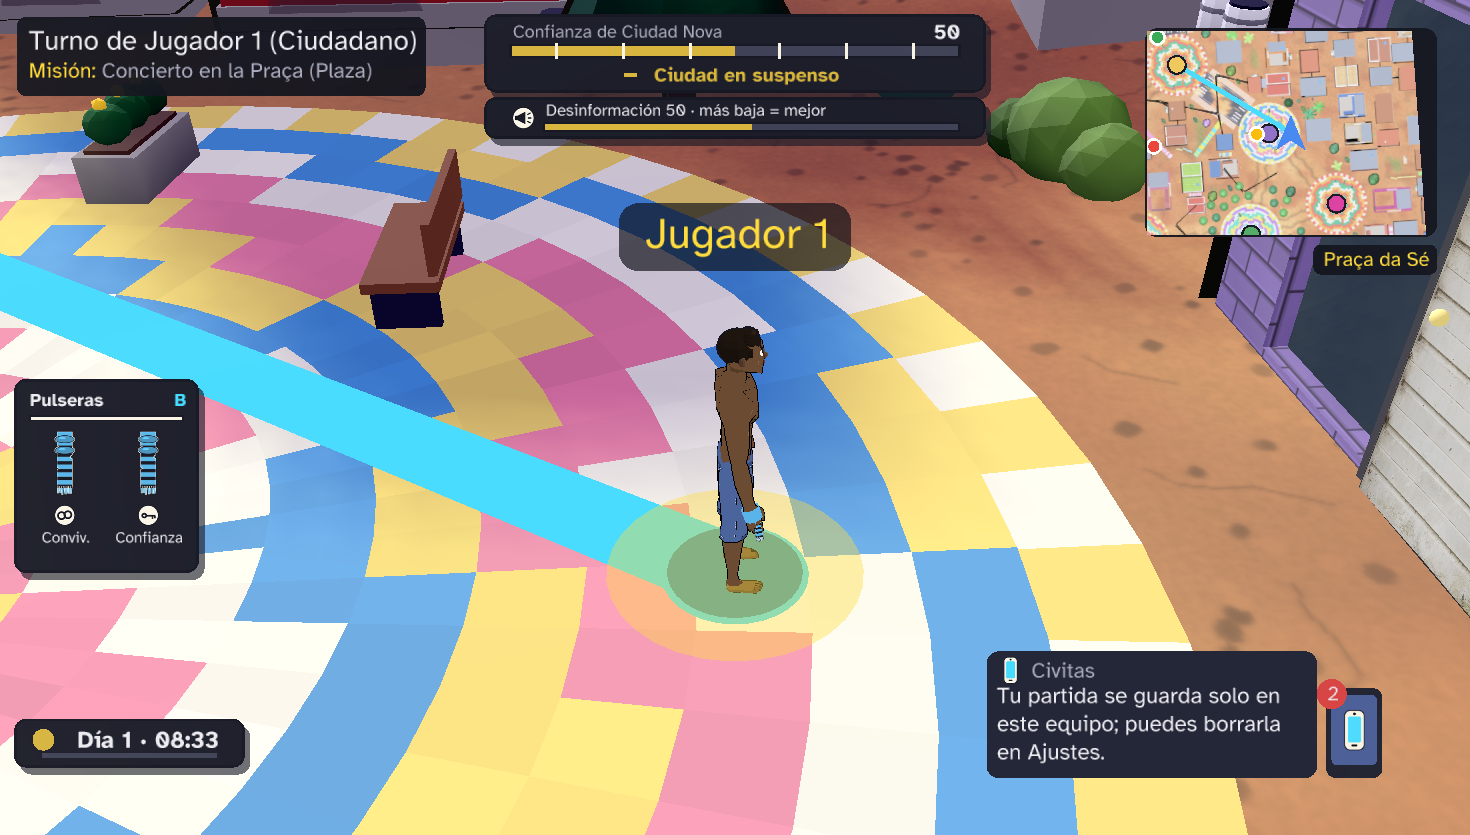 Turno de Jugador 1 (Ciudadano)
Misión: Concierto en la Praça (Plaza)
Confianza de Ciudad Nova 50
Ciudad en suspenso
Desinformación 50 · más baja = mejor
Praça da Sé
Jugador 1
Pulseras B
Conviv. Confianza
Civitas
Tu partida se guarda solo en
este equipo; puedes borrarla
en Ajustes.
2
Día 1 · 08:33